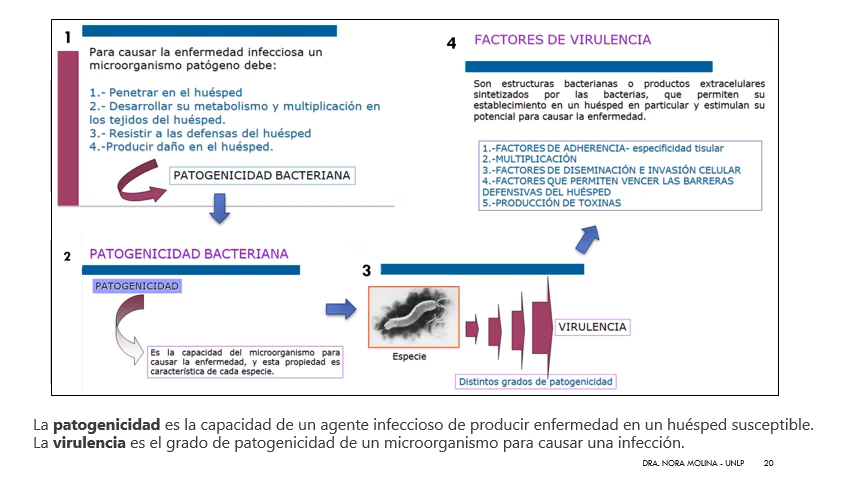 1
Para causar la enfermedad infecciosa un
microorganismo patógeno debe:
1.- Penetrar en el huésped
2.- Desarrollar su metabolismo y multiplicación en
los tejidos del huésped.
3.- Resistir a las defensas del huésped
4.-Producir daño en el huésped.
PATOGENICIDAD BACTERIANA
2
PATOGENICIDAD BACTERIANA
PATOGENICIDAD
Es la capacidad del microorganismo para
causar la enfermedad, y esta propiedad es
característica de cada especie.
3
Especie
VIRULENCIA
Distintos grados de patogenicidad
4
FACTORES DE VIRULENCIA
Son estructuras bacterianas o productos extracelulares
sintetizados por las bacterias, que permiten su
establecimiento en un huésped en particular y estimulan su
potencial para causar la enfermedad.
1.-FACTORES DE ADHERENCIA- especificidad tisular
2.-MULTIPLICACIÓN
3.-FACTORES DE DISEMINACIÓN E INVASIÓN CELULAR
4.-FACTORES QUE PERMITEN VENCER LAS BARRERAS
DEFENSIVAS DEL HUÉSPED
5.-PRODUCCIÓN DE TOXINAS
La patogenicidad es la capacidad de un agente infeccioso de producir enfermedad en un huésped susceptible.
La virulencia es el grado de patogenicidad de un microorganismo para causar una infección.
DRA. NORA MOLINA - UNLP 20